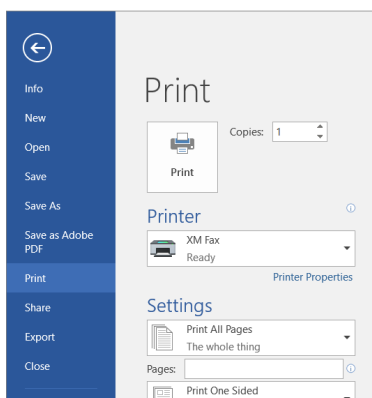 Info
New
Open
Save
Save As
Save as Adobe
PDF
Print
Share
Export
Close
Print
Print
Copies:
1
Printer
XM Fax
Ready
Printer Properties
Settings
Print All Pages
The whole thing
Pages:
Print One Sided